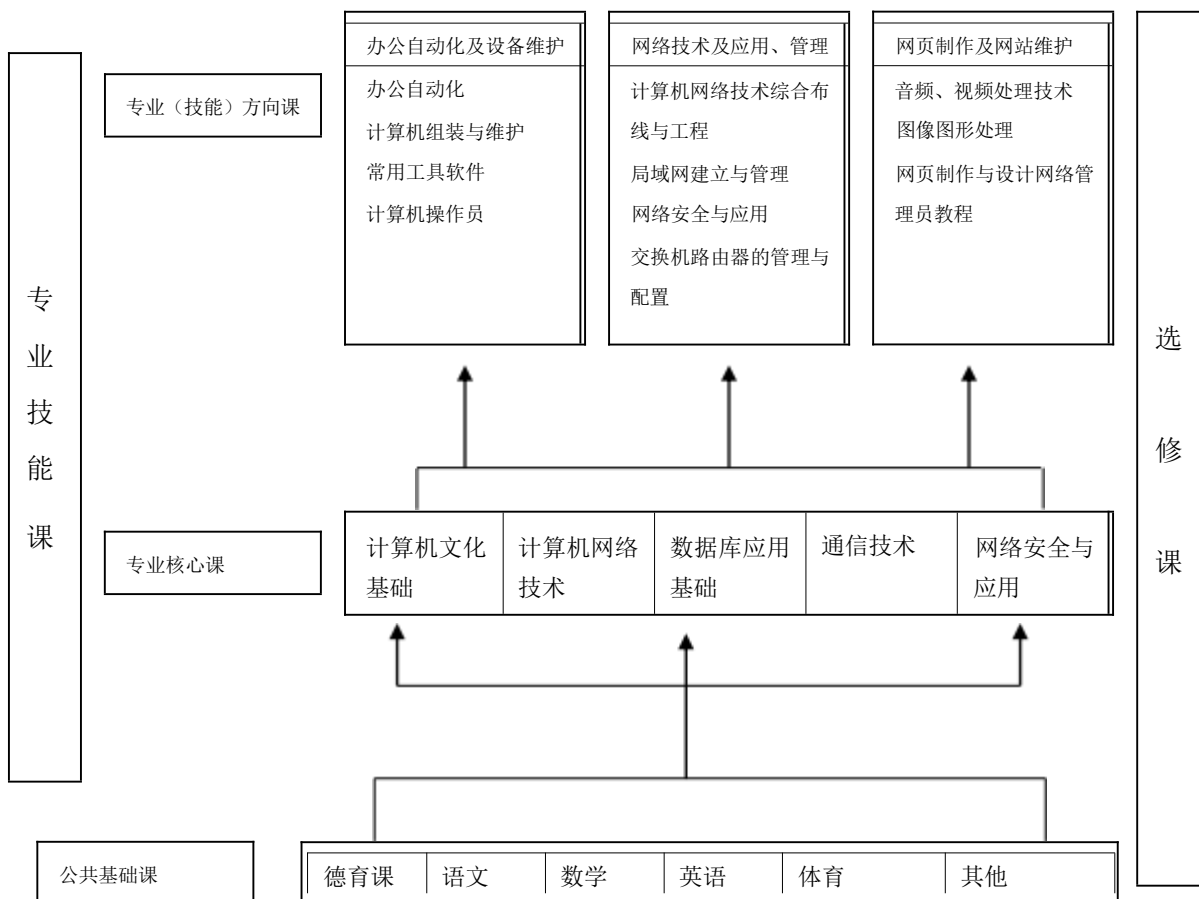 专业技能课
专业（技能）方向课
办公自动化及设备维护
办公自动化
计算机组装与维护
常用工具软件
计算机操作员
网络技术及应用、管理
计算机网络技术综合布
线与工程
局域网建立与管理
网络安全与应用
交换机路由器的管理与
配置
网页制作及网站维护
音频、视频处理技术
图像图形处理
网页制作与设计网络管
理员教程
选修课
专业核心课
计算机文化
基础
计算机网络
技术
数据库应用
基础
通信技术
网络安全与
应用
公共基础课
德育课
语文
数学
英语
体育
其他